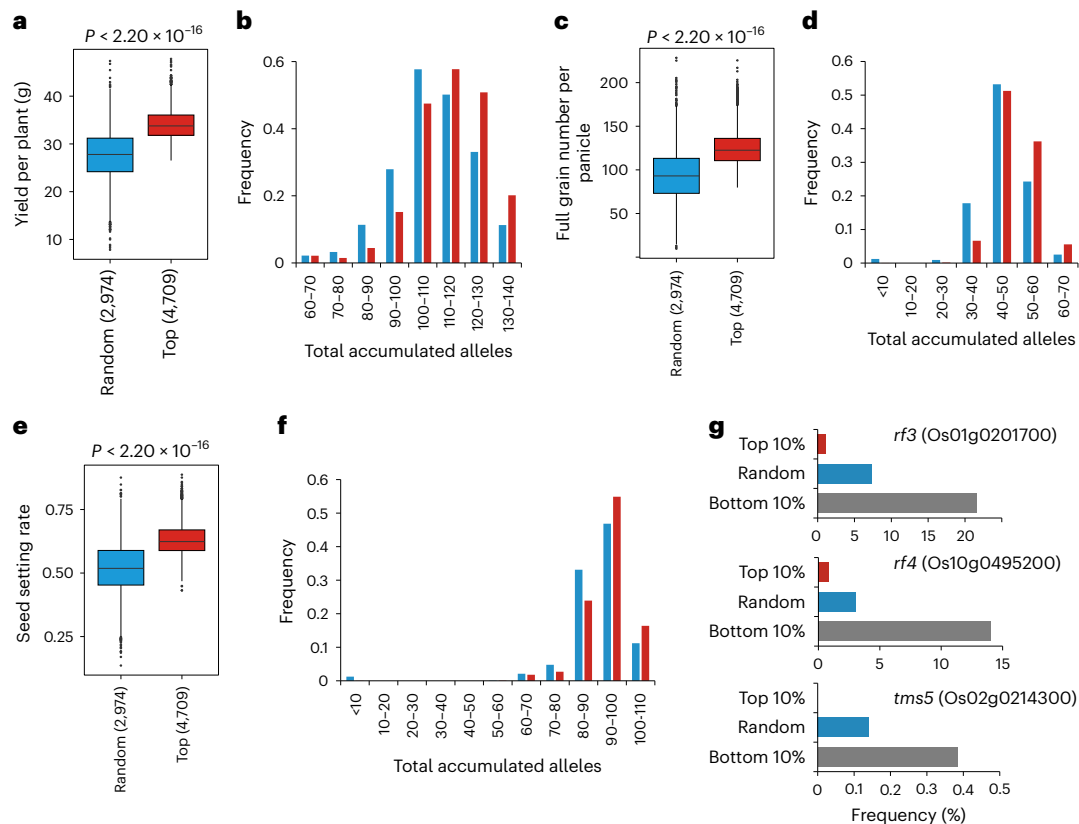 a
P < 2.20 × 10⁻¹⁶
Yield per plant (g)
40
30
20
10
Random (2,974)
Top (4,709)
b
Frequency
0.6
0.4
0.2
0
60–70
70–80
80–90
90–100
100–110
110–120
120–130
130–140
Total accumulated alleles
c
P < 2.20 × 10⁻¹⁶
Full grain number per
panicle
200
150
100
50
Random (2,974)
Top (4,709)
d
Frequency
0.6
0.5
0.4
0.3
0.2
0.1
0
<10
10–20
20–30
30–40
40–50
50–60
60–70
Total accumulated alleles
e
P < 2.20 × 10⁻¹⁶
Seed setting rate
0.75
0.50
0.25
Random (2,974)
Top (4,709)
f
Frequency
0.6
0.5
0.4
0.3
0.2
0.1
0
<10
10–20
20–30
30–40
40–50
50–60
60–70
70–80
80–90
90–100
100-110
Total accumulated alleles
g
rf3 (Os01g0201700)
Top 10%
Random
Bottom 10%
0 5 10 15 20
rf4 (Os10g0495200)
Top 10%
Random
Bottom 10%
0 5 10 15
tms5 (Os02g0214300)
Top 10%
Random
Bottom 10%
0 0.1 0.2 0.3 0.4 0.5
Frequency (%)